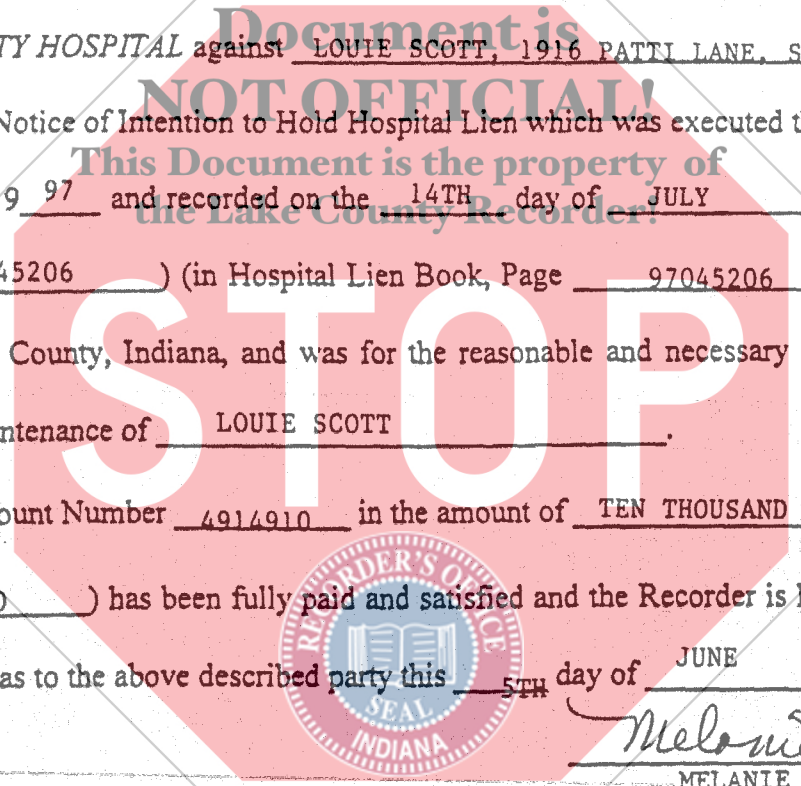 Document is
TY HOSPITAL against LOUIE SCOTT, 1916 PATTI LANE, S
NOT OFFICIAL!
Notice of Intention to Hold Hospital Lien which was executed t
This Document is the property of
9 97 and recorded on the 14TH day of JULY
the Lake County Recorder!
45206 ) (in Hospital Lien Book, Page 97045206
STOP
County, Indiana, and was for the reasonable and necessary
ntenance of LOUIE SCOTT .
ount Number 4914910 in the amount of TEN THOUSAND
0 ) has been fully paid and satisfied and the Recorder is
as to the above described party this 5TH day of JUNE
RECORDER'S OFFICE
SEAL
INDIANA
Melanie
MELANIE